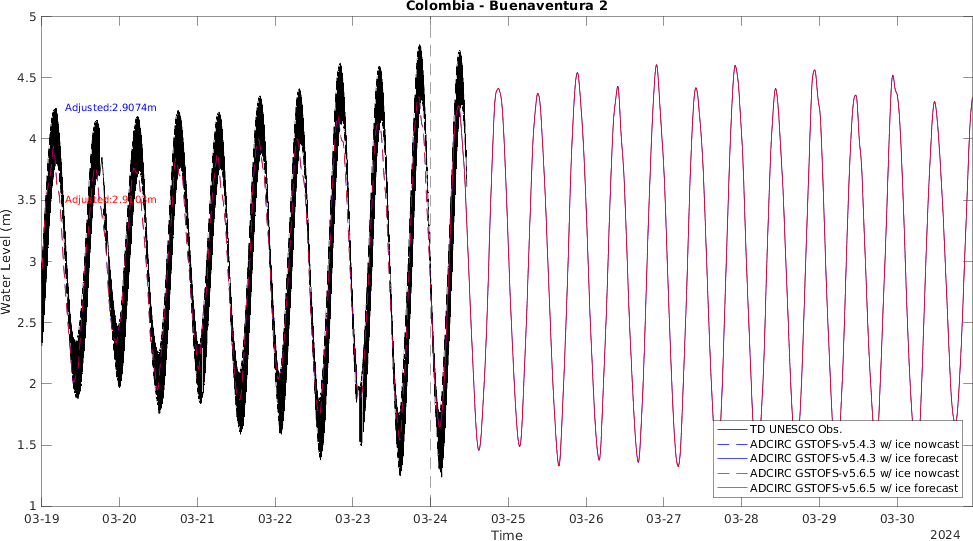 Colombia - Buenaventura 2
5
4.5
4
3.5
3
2.5
2
1.5
1
Water Level (m)
Adjusted:2.9074m
TD UNESCO Obs.
ADCIRC GSTOFS-v5.4.3 w/ ice nowcast
ADCIRC GSTOFS-v5.4.3 w/ ice forecast
ADCIRC GSTOFS-v5.6.5 w/ ice nowcast
ADCIRC GSTOFS-v5.6.5 w/ ice forecast
03-19 03-20 03-21 03-22 03-23 03-24 03-25 03-26 03-27 03-28 03-29 03-30
Time
2024